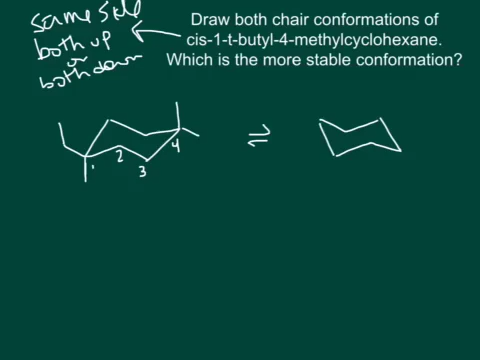 same side
both up
or
both down
Draw both chair conformations of
cis-1-t-butyl-4-methylcyclohexane.
Which is the more stable conformation?
1
2
3
4